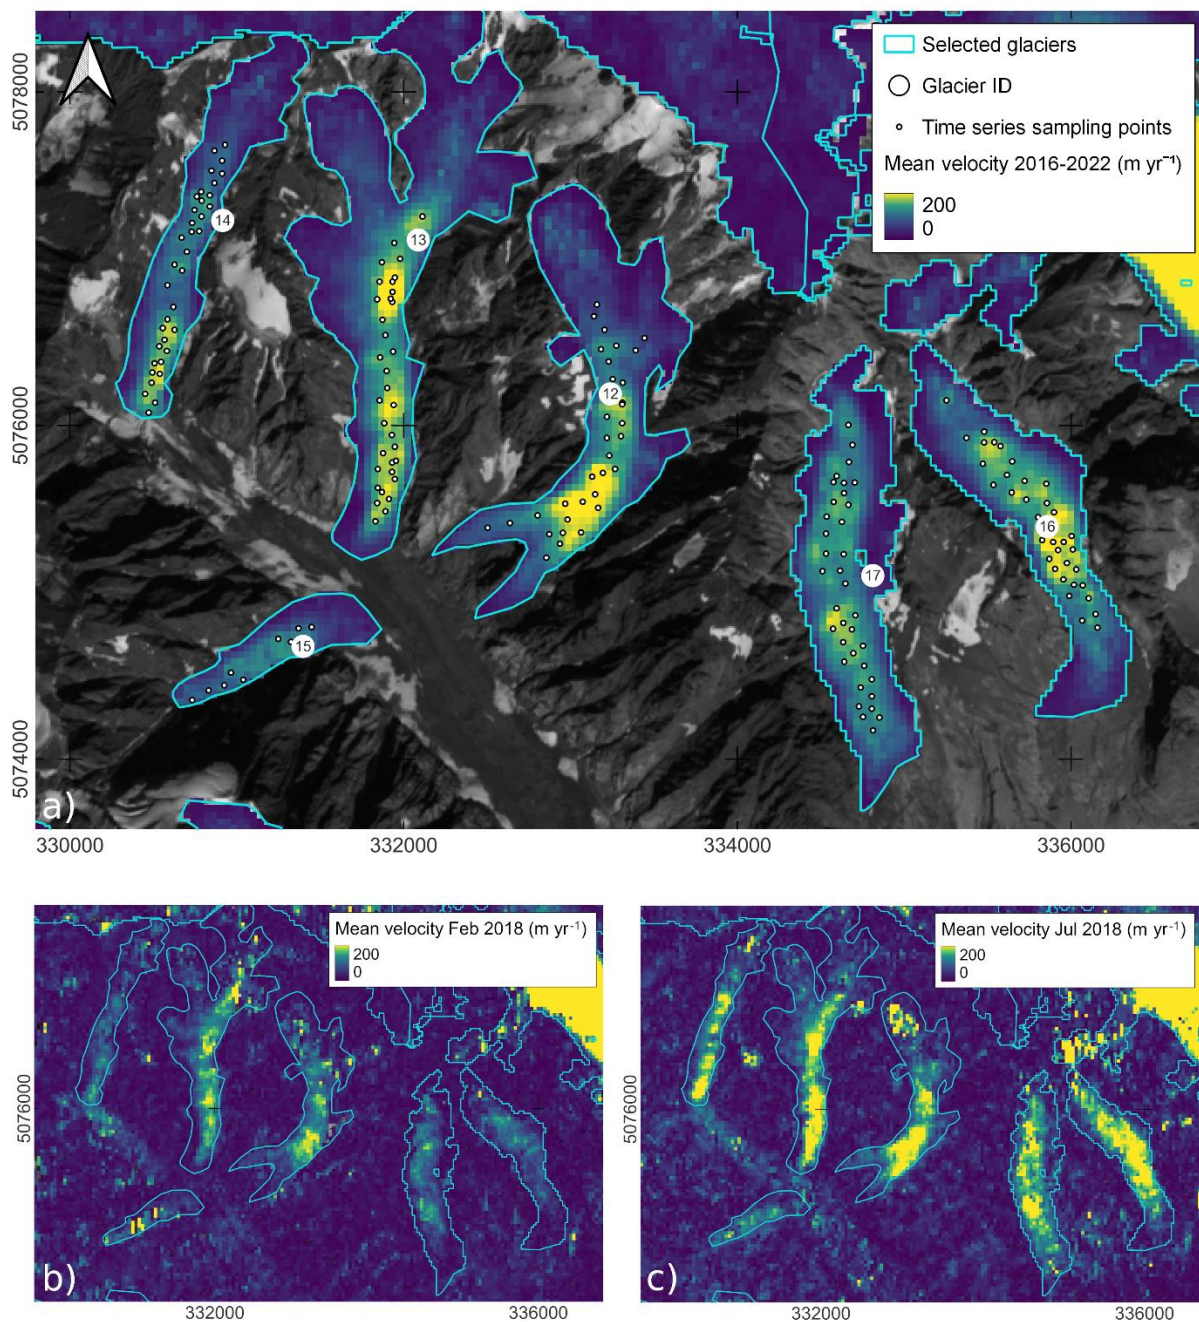 Selected glaciers
Glacier ID
Time series sampling points
Mean velocity 2016-2022 (m yr⁻¹)
200
0
5078000
5076000
5074000
14
13
12
16
17
15
a)
330000
332000
334000
336000
Mean velocity Feb 2018 (m yr⁻¹)
200
0
5076000
b)
332000
336000
Mean velocity Jul 2018 (m yr⁻¹)
200
0
5076000
c)
332000
336000